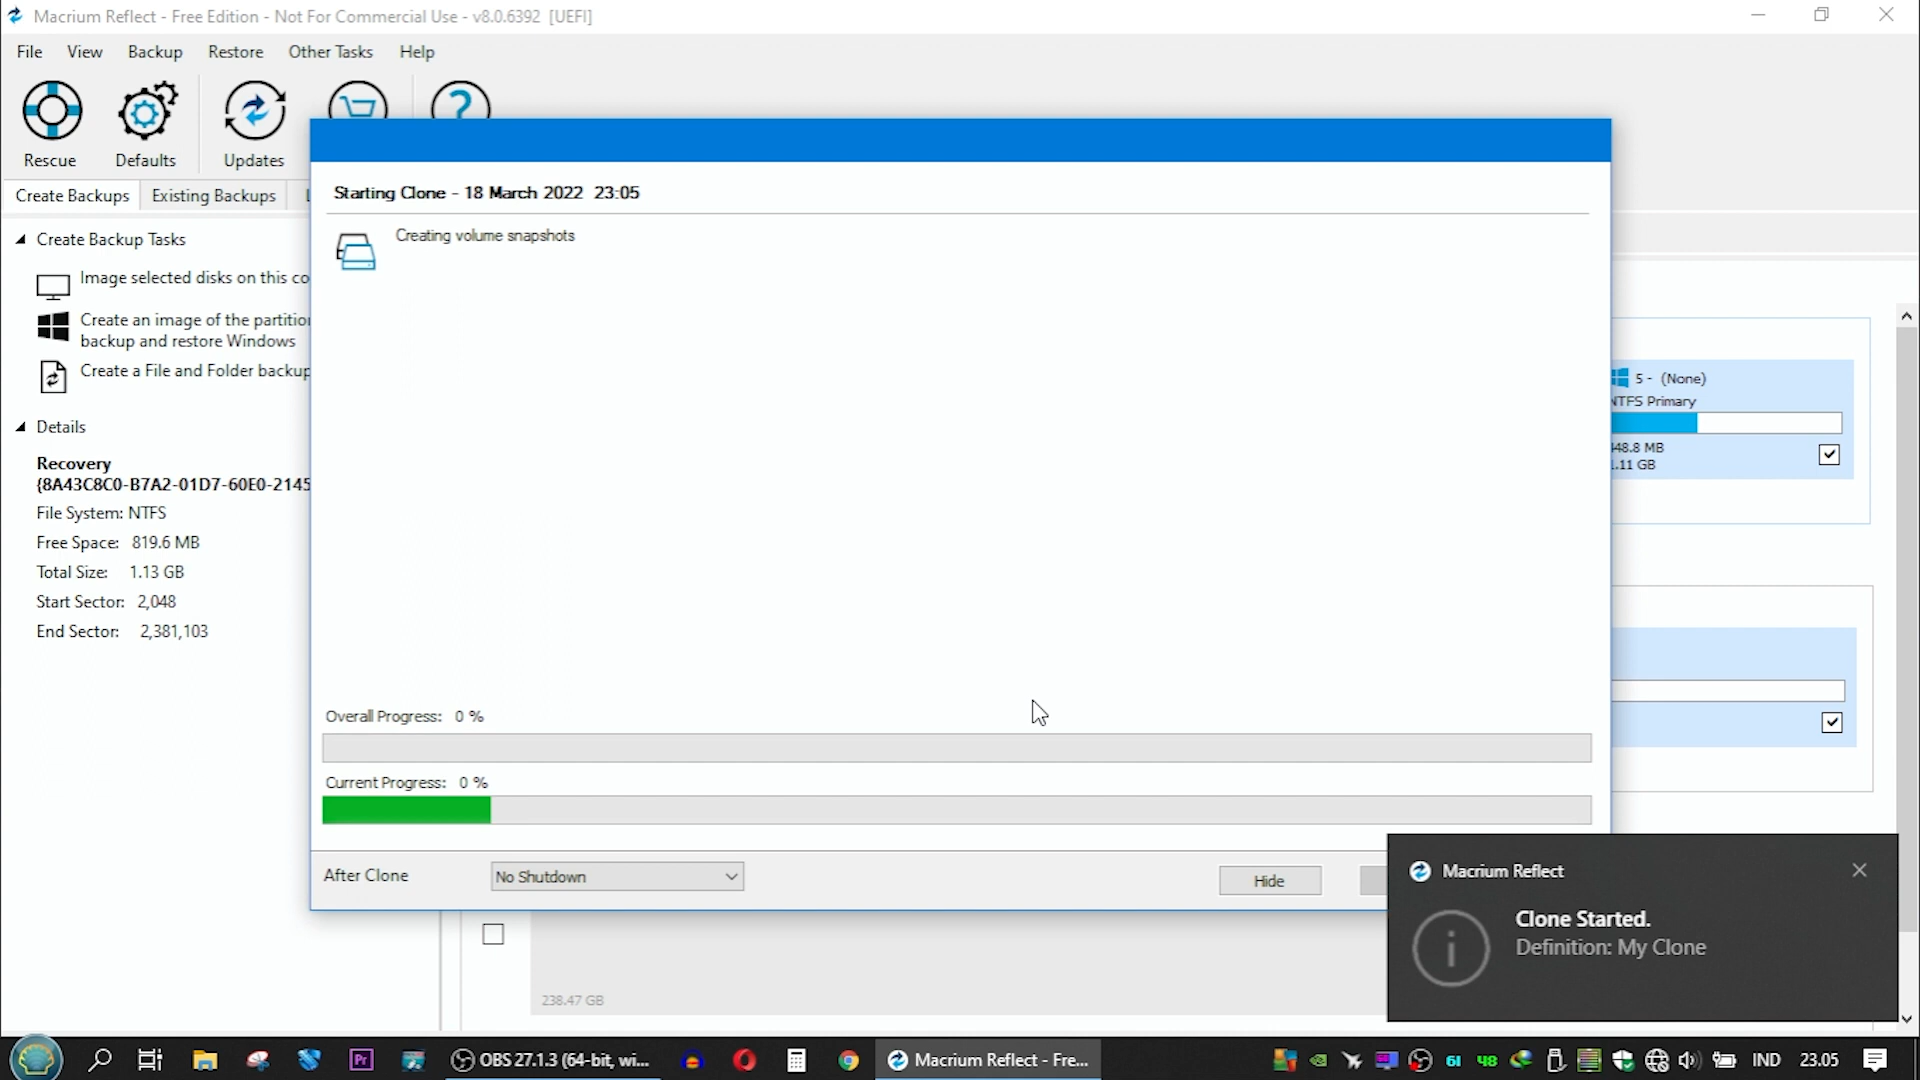 Macrium Reflect - Free Edition - Not For Commercial Use - v8.0.6392 [UEFI]
File View Backup Restore Other Tasks Help
Rescue Defaults Updates
Create Backups Existing Backups
Starting Clone - 18 March 2022 23:05
Creating volume snapshots
Create Backup Tasks
Image selected disks on this co
Create an image of the partitio
backup and restore Windows
Create a File and Folder backup
Details
Recovery
{8A43C8C0-B7A2-01D7-60E0-2145
File System: NTFS
Free Space: 819.6 MB
Total Size: 1.13 GB
Start Sector: 2,048
End Sector: 2,381,103
5 - (None)
NTFS Primary
448.8 MB
1.11 GB
Overall Progress: 0 %
Current Progress: 0 %
After Clone No Shutdown Hide
Macrium Reflect
Clone Started.
Definition: My Clone
238.47 GB
Pr OBS 27.1.3 (64-bit, wi... Macrium Reflect - Fre... 61 48 IND 23.05